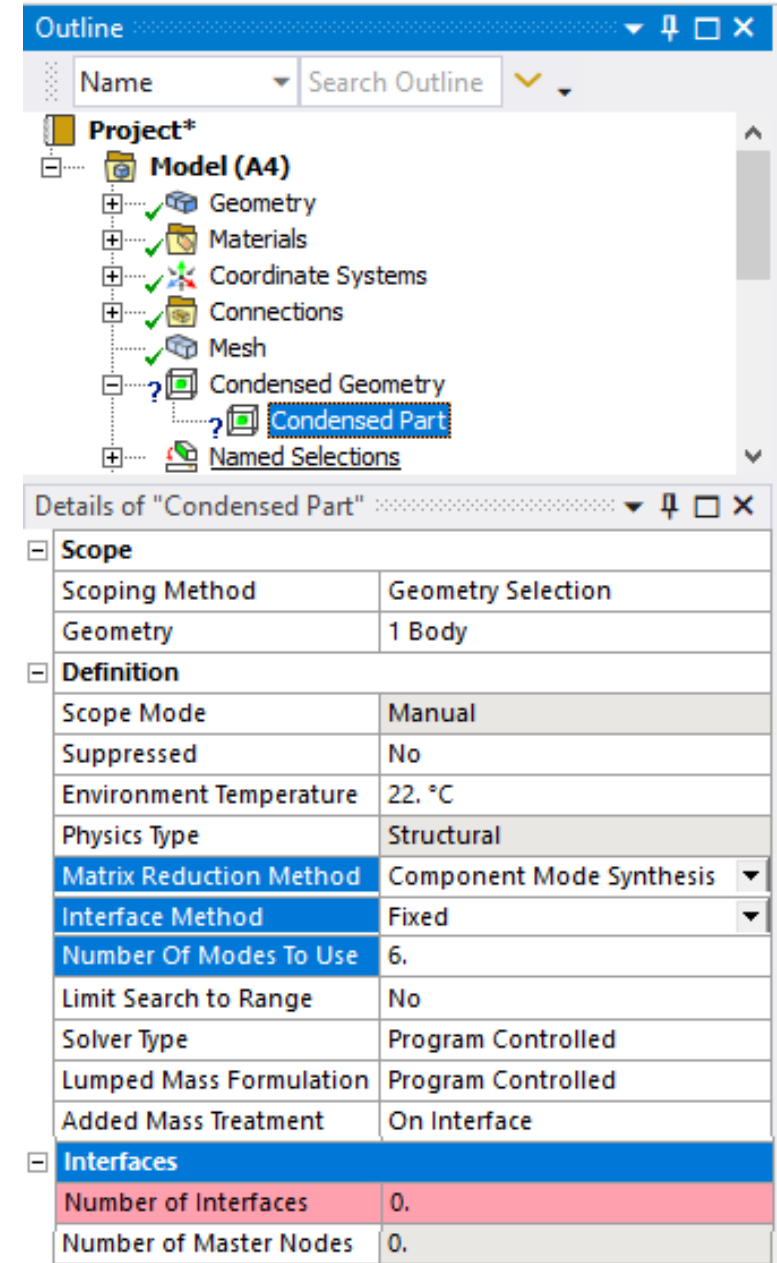 Outline
Name Search Outline
Project*
Model (A4)
Geometry
Materials
Coordinate Systems
Connections
Mesh
? Condensed Geometry
? Condensed Part
Named Selections
Details of "Condensed Part"
Scope
Scoping Method Geometry Selection
Geometry 1 Body
Definition
Scope Mode Manual
Suppressed No
Environment Temperature 22. °C
Physics Type Structural
Matrix Reduction Method Component Mode Synthesis
Interface Method Fixed
Number Of Modes To Use 6.
Limit Search to Range No
Solver Type Program Controlled
Lumped Mass Formulation Program Controlled
Added Mass Treatment On Interface
Interfaces
Number of Interfaces 0.
Number of Master Nodes 0.